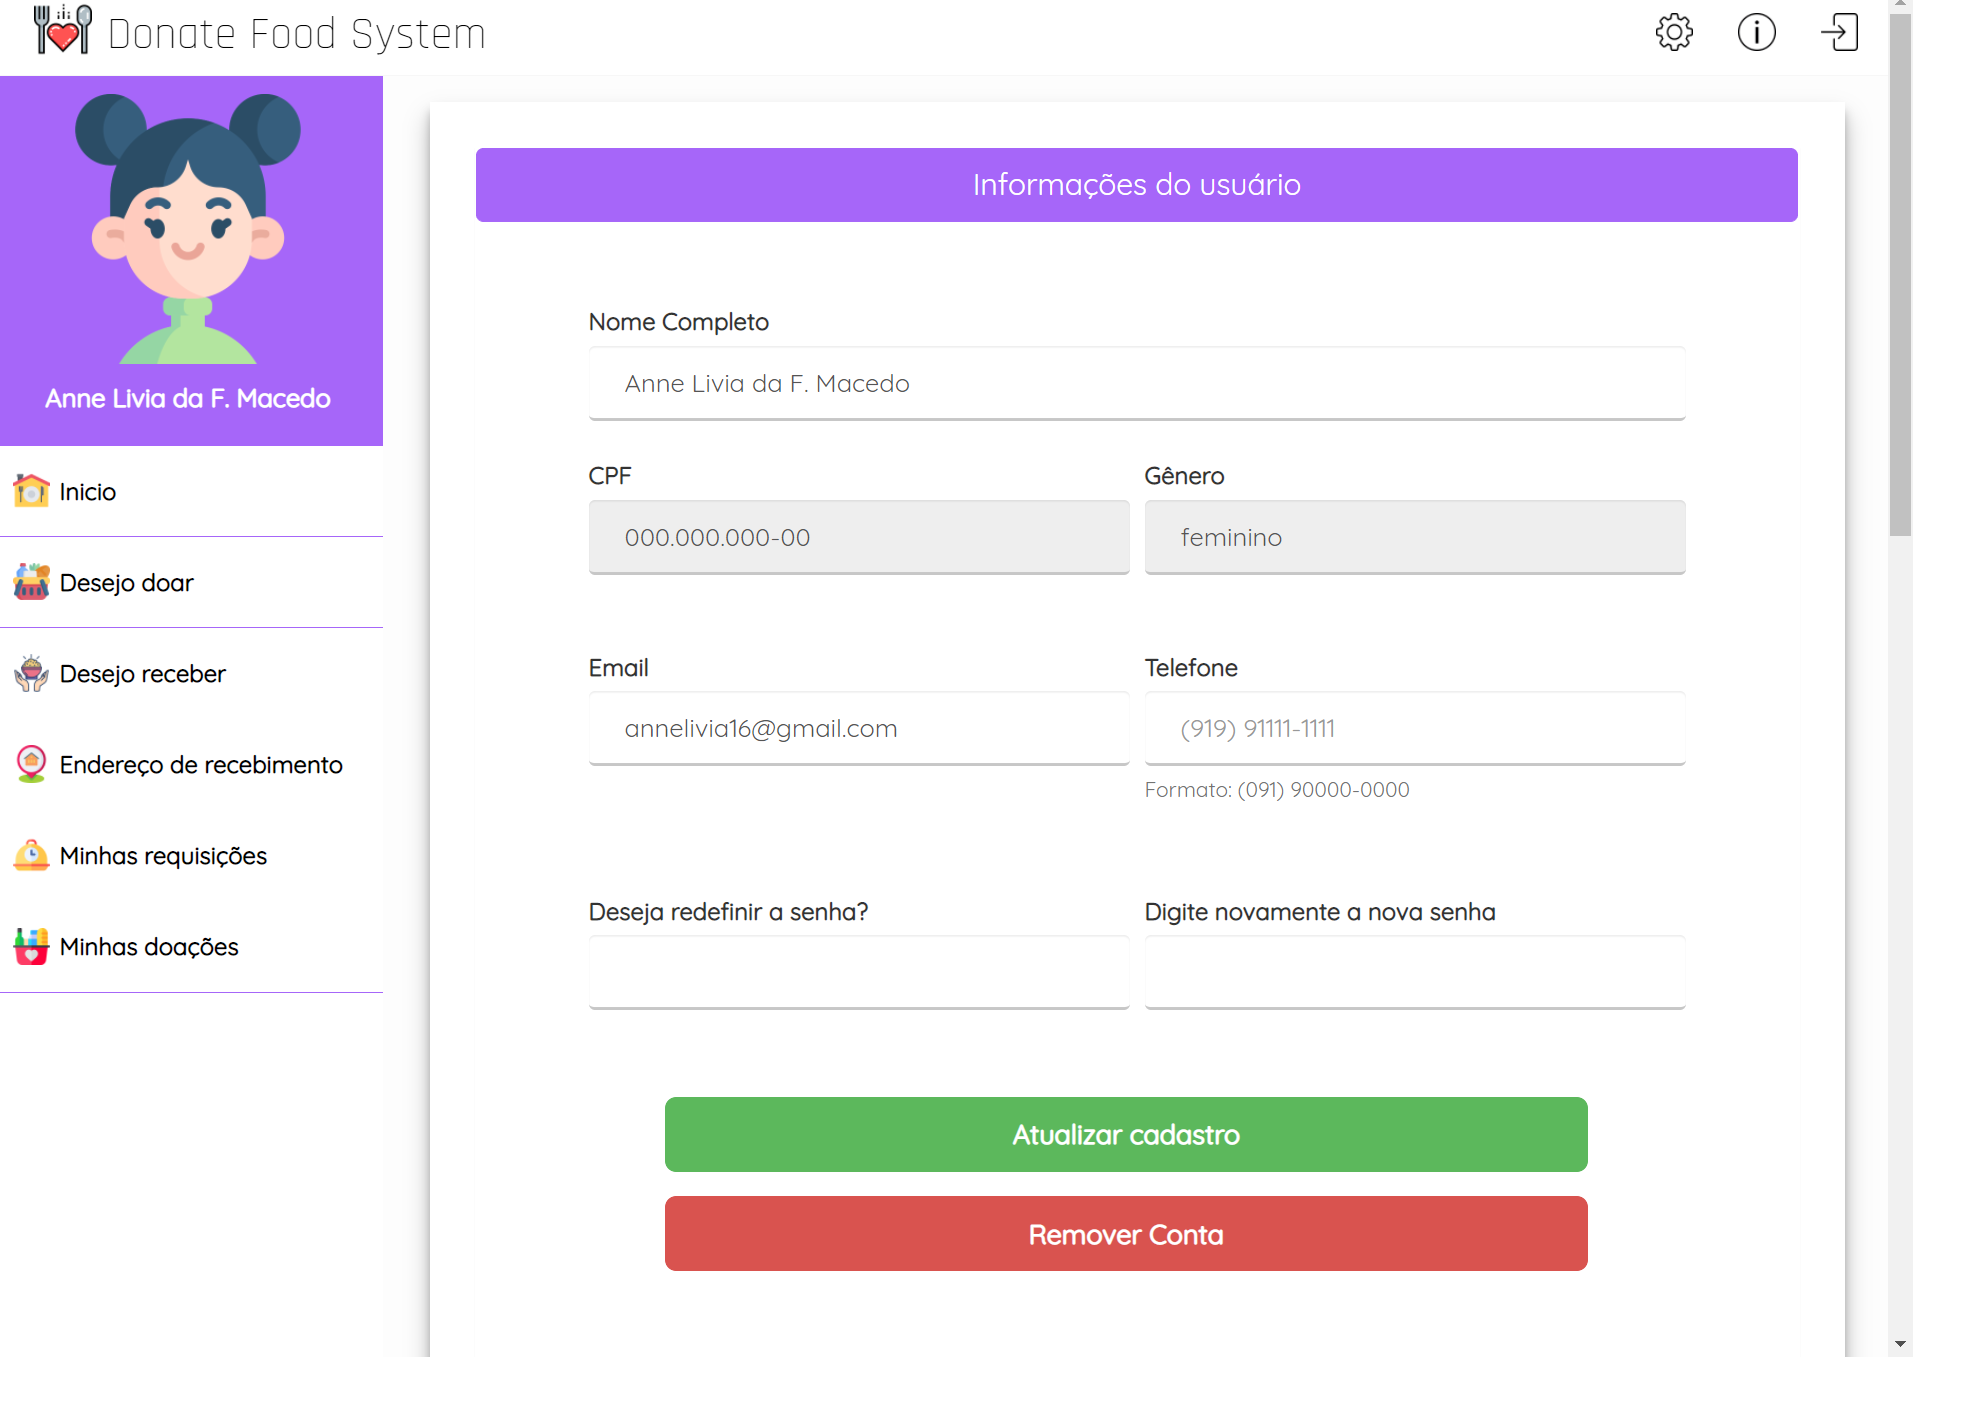 Donate Food System
Anne Livia da F. Macedo
Inicio
Desejo doar
Desejo receber
Endereço de recebimento
Minhas requisições
Minhas doações
Informações do usuário
Nome Completo
Anne Livia da F. Macedo
CPF Gênero
000.000.000-00 feminino
Email Telefone
annelivia16@gmail.com (919) 91111-1111
Formato: (091) 90000-0000
Deseja redefinir a senha? Digite novamente a nova senha
Atualizar cadastro
Remover Conta